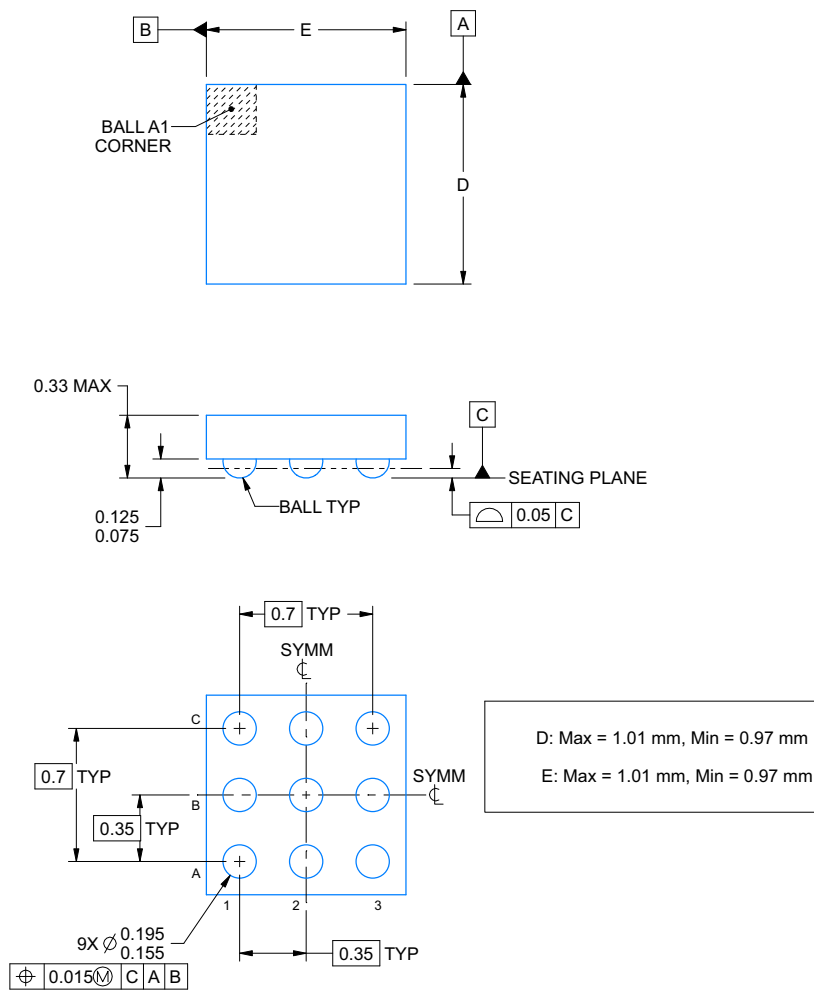 B
E
A
BALL A1
CORNER
D
0.33 MAX
C
SEATING PLANE
BALL TYP
0.125
0.075
0.05 C
0.7 TYP
SYMM
C
0.7 TYP
SYMM
B
0.35 TYP
A
1 2 3
9X ⌀ 0.195
0.155
0.35 TYP
⌖ 0.015Ⓜ C A B
D: Max = 1.01 mm, Min = 0.97 mm
E: Max = 1.01 mm, Min = 0.97 mm